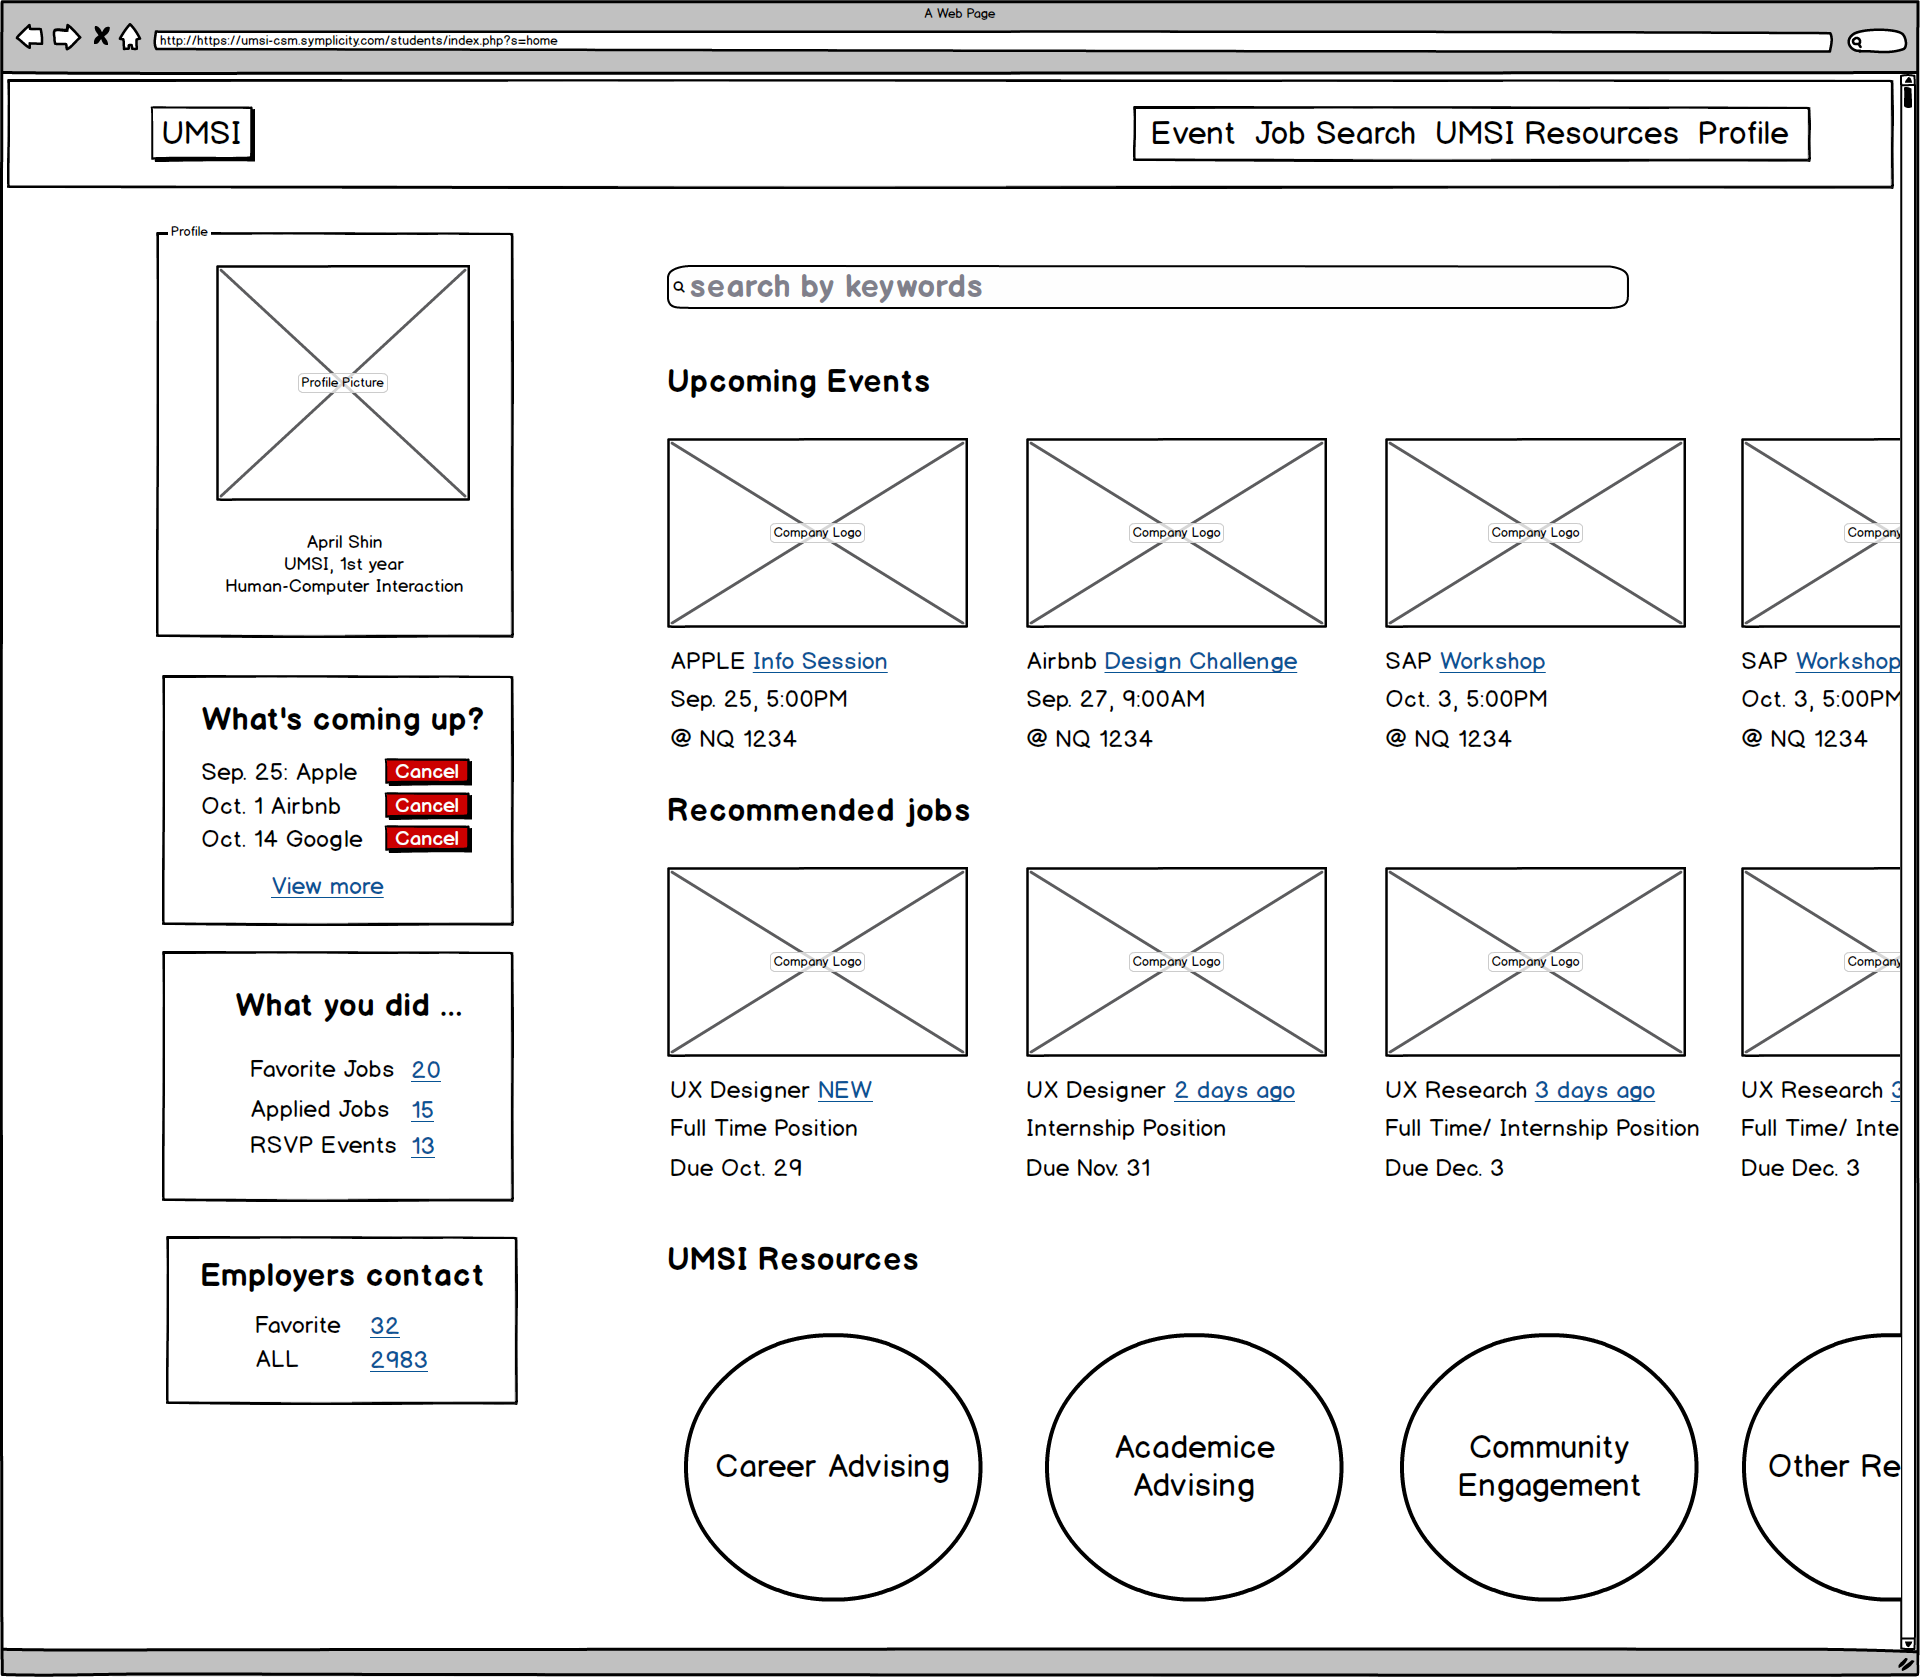 A Web Page
http://https://umsi-csm.symplicity.com/students/index.php?s=home
UMSI
Event Job Search UMSI Resources Profile
Profile
Profile Picture
April Shin
UMSI, 1st year
Human-Computer Interaction
What's coming up?
Sep. 25: Apple Cancel
Oct. 1 Airbnb Cancel
Oct. 14 Google Cancel
View more
What you did ...
Favorite Jobs 20
Applied Jobs 15
RSVP Events 13
Employers contact
Favorite 32
ALL 2983
search by keywords
Upcoming Events
Company Logo
Company Logo
Company Logo
Company
APPLE Info Session
Sep. 25, 5:00PM
@ NQ 1234
Airbnb Design Challenge
Sep. 27, 9:00AM
@ NQ 1234
SAP Workshop
Oct. 3, 5:00PM
@ NQ 1234
SAP Workshop
Oct. 3, 5:00PM
@ NQ 1234
Recommended jobs
Company Logo
Company Logo
Company Logo
Company
UX Designer NEW
Full Time Position
Due Oct. 29
UX Designer 2 days ago
Internship Position
Due Nov. 31
UX Research 3 days ago
Full Time/ Internship Position
Due Dec. 3
UX Research 3
Full Time/ Inte
Due Dec. 3
UMSI Resources
Career Advising
Academice
Advising
Community
Engagement
Other Re